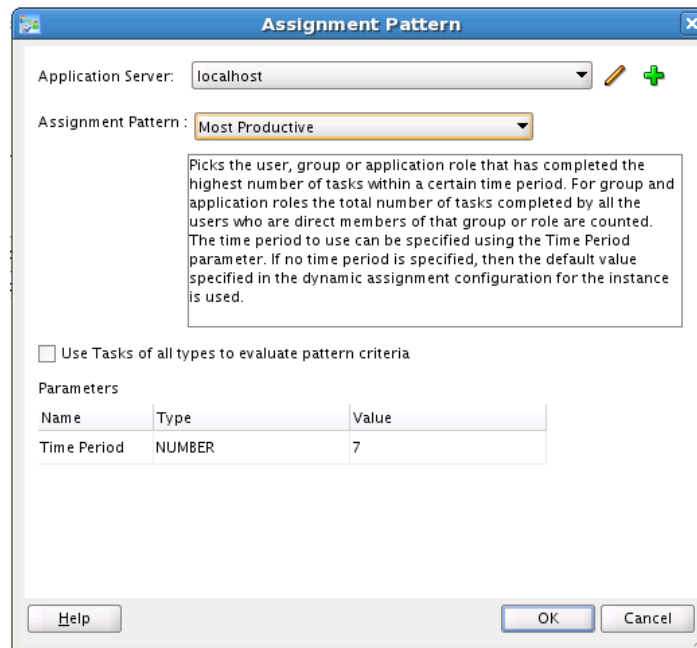 Assignment Pattern
Application Server: localhost
Assignment Pattern : Most Productive
Picks the user, group or application role that has completed the
highest number of tasks within a certain time period. For group and
application roles the total number of tasks completed by all the
users who are direct members of that group or role are counted.
The time period to use can be specified using the Time Period
parameter. If no time period is specified, then the default value
specified in the dynamic assignment configuration for the instance
is used.
Use Tasks of all types to evaluate pattern criteria
Parameters
Name Type Value
Time Period NUMBER 7
Help OK Cancel